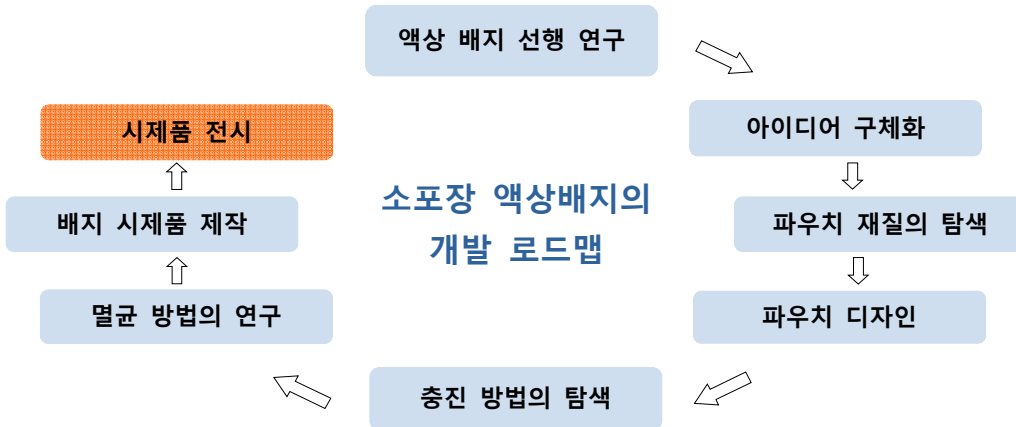 액상 배지 선행 연구
시제품 전시
아이디어 구체화
소포장 액상배지의
개발 로드맵
배지 시제품 제작
파우치 재질의 탐색
멸균 방법의 연구
파우치 디자인
충진 방법의 탐색